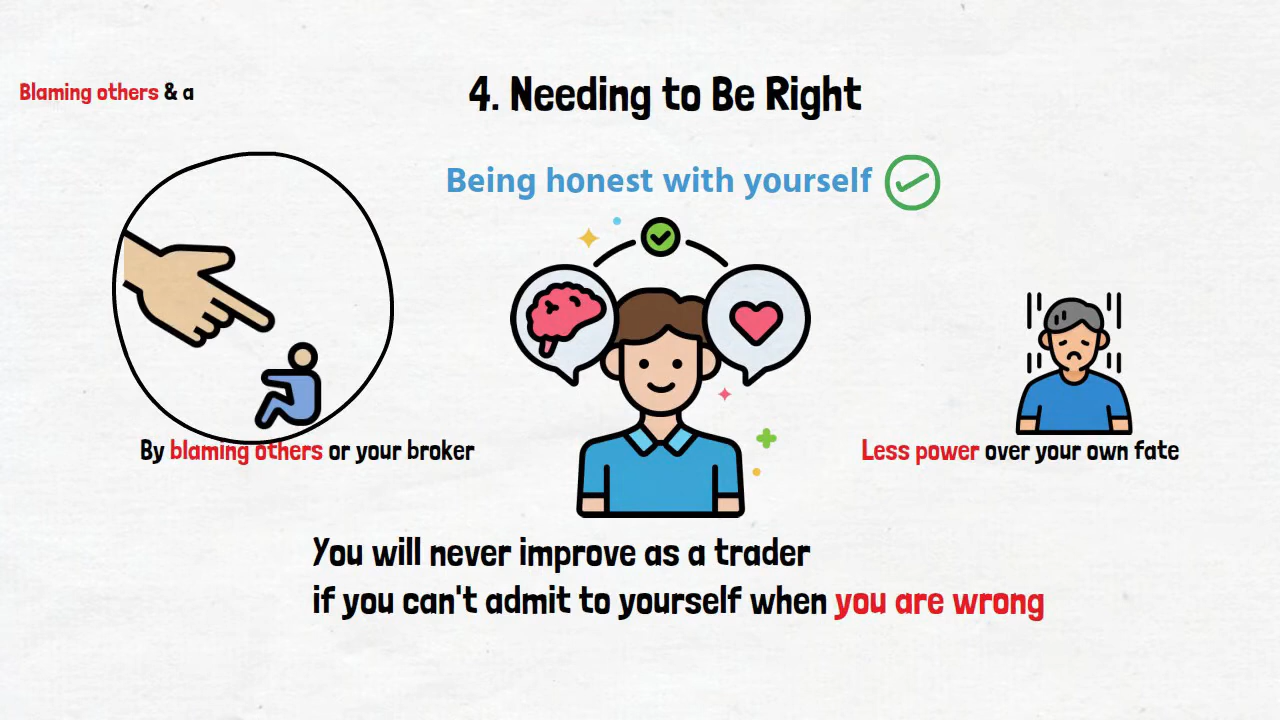 Blaming others & a
4. Needing to Be Right
Being honest with yourself
By blaming others or your broker
Less power over your own fate
You will never improve as a trader
if you can't admit to yourself when you are wrong